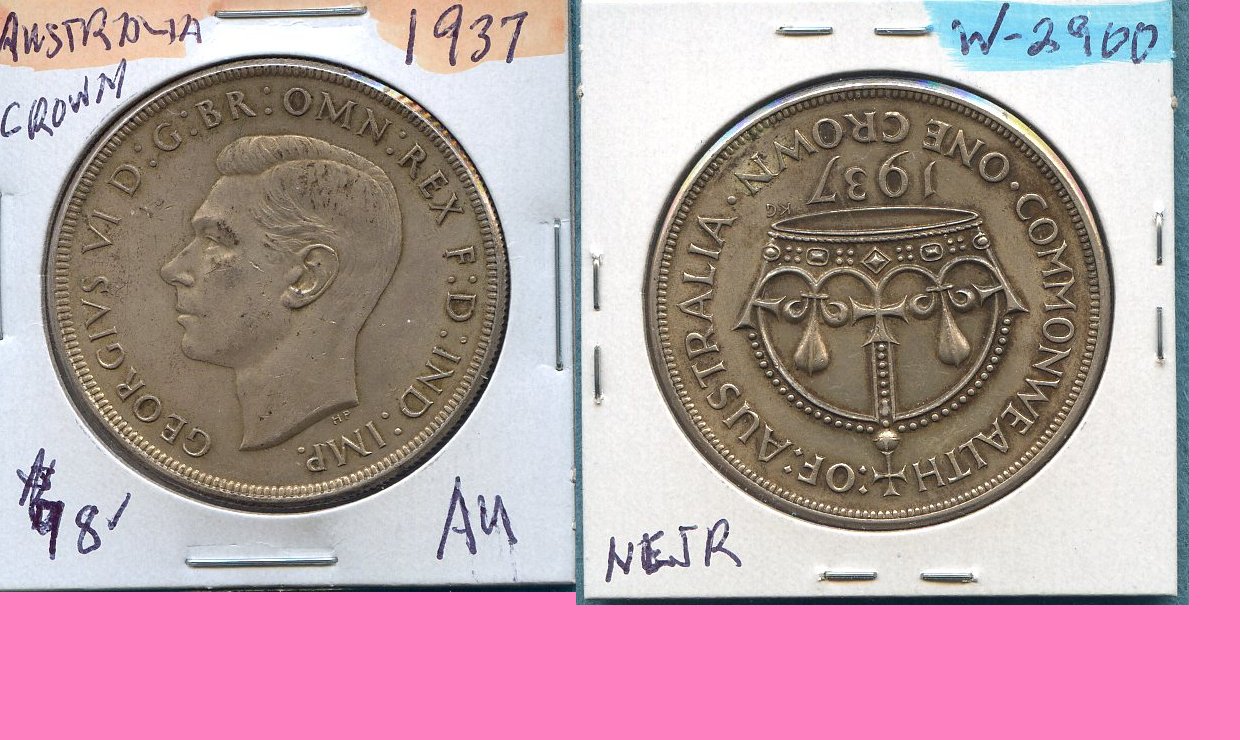 AUSTRALIA 1937
CROWN
GEORGIVS VI D:G:BR:OMN:REX F:D:IND:IMP.
HP
$98✓
AU
W-2900
ONE CROWN
1937
KG
COMMONWEALTH:OF:AUSTRALIA